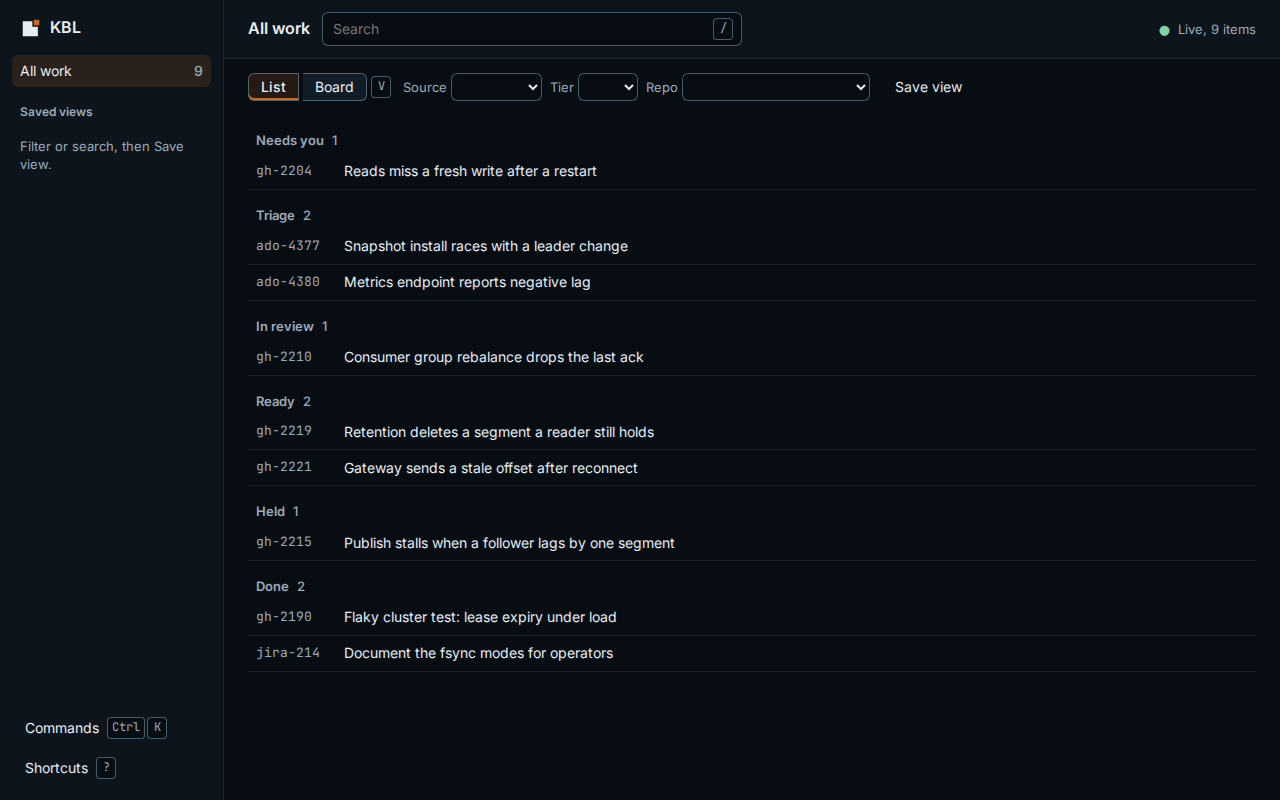 KBL
All work
Search
/
Live, 9 items
All work 9
Saved views
Filter or search, then Save
view.
List Board V Source Tier Repo Save view
Needs you 1
gh-2204 Reads miss a fresh write after a restart
Triage 2
ado-4377 Snapshot install races with a leader change
ado-4380 Metrics endpoint reports negative lag
In review 1
gh-2210 Consumer group rebalance drops the last ack
Ready 2
gh-2219 Retention deletes a segment a reader still holds
gh-2221 Gateway sends a stale offset after reconnect
Held 1
gh-2215 Publish stalls when a follower lags by one segment
Done 2
gh-2190 Flaky cluster test: lease expiry under load
jira-214 Document the fsync modes for operators
Commands Ctrl K
Shortcuts ?